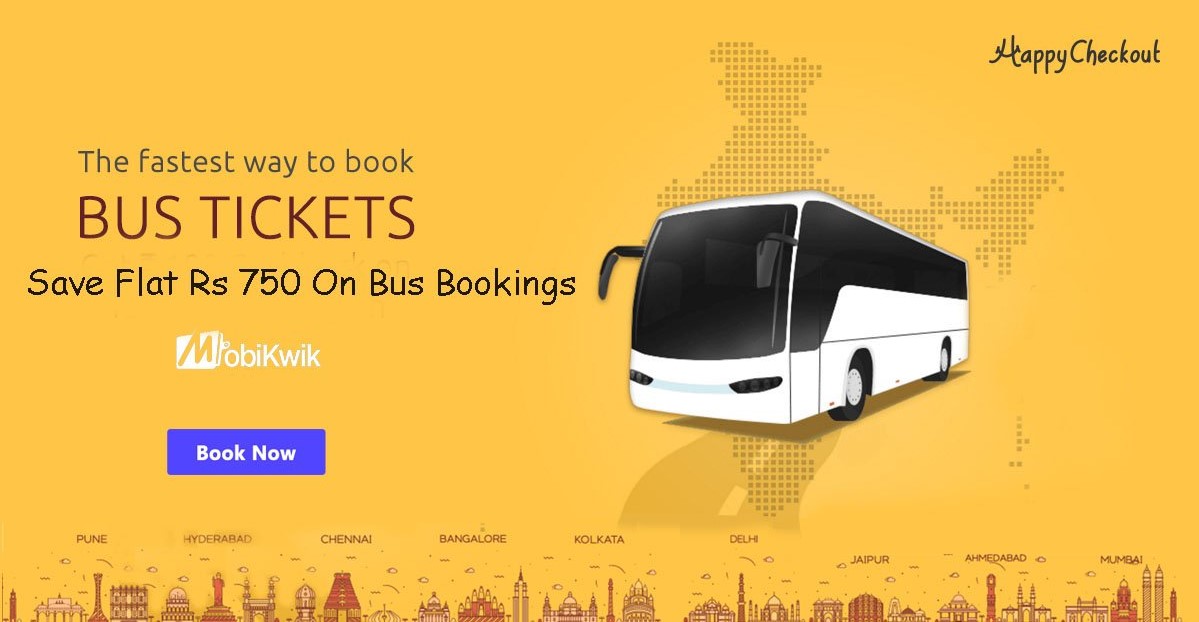 HappyCheckout
The fastest way to book
BUS TICKETS
Save Flat Rs 750 On Bus Bookings
MobiKwik
Book Now
PUNE HYDERABAD CHENNAI BANGALORE KOLKATA DELHI JAIPUR AHMEDABAD MUMBAI